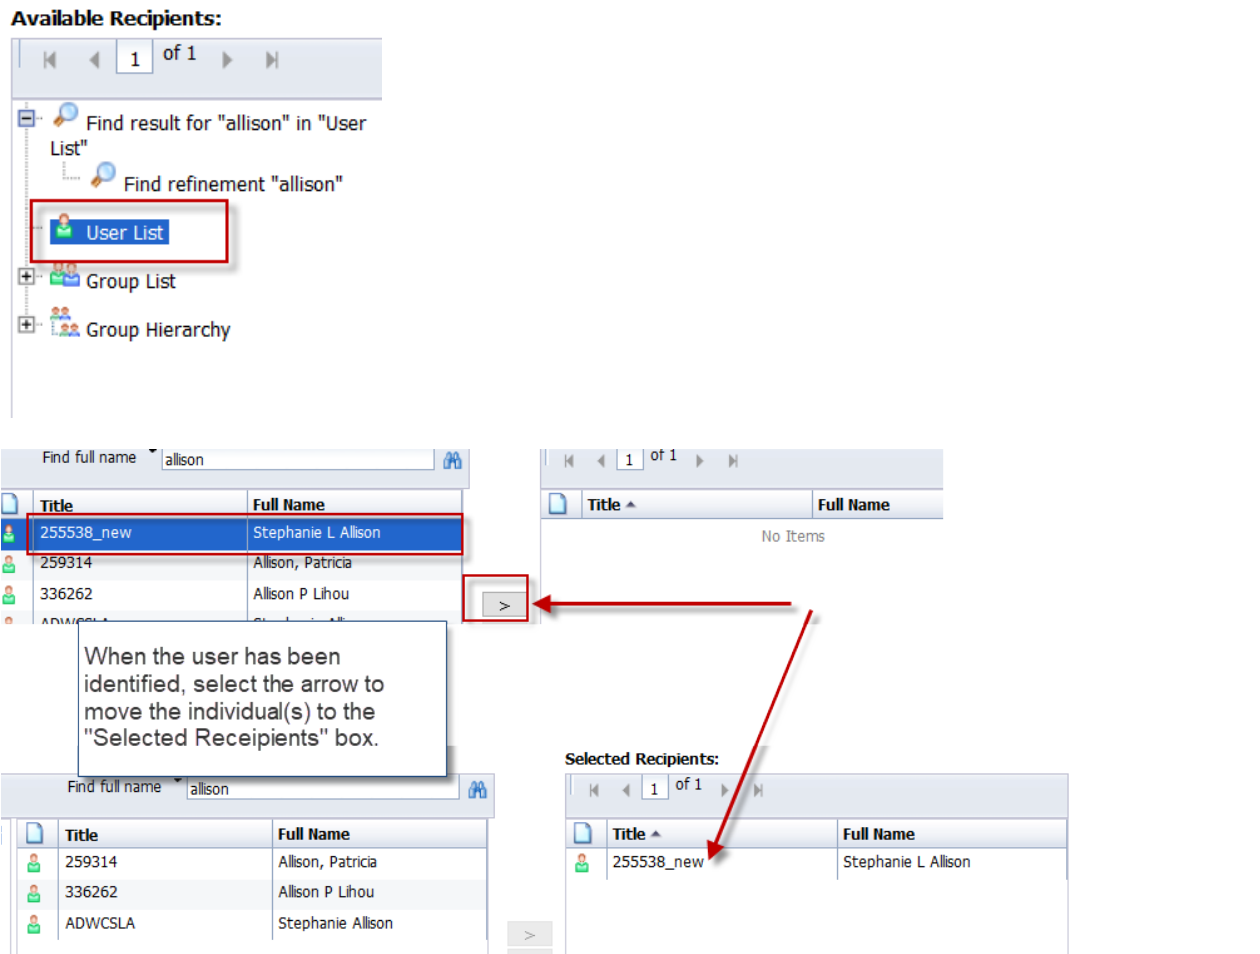 Available Recipients:
1 of 1
Find result for "allison" in "User
List"
Find refinement "allison"
User List
Group List
Group Hierarchy
Find full name allison
1 of 1
Title Full Name
Title Full Name
255538_new Stephanie L Allison
No Items
259314 Allison, Patricia
336262 Allison P Lihou
>
When the user has been
identified, select the arrow to
move the individual(s) to the
"Selected Receipients" box.
Selected Recipients:
Find full name allison
1 of 1
Title Full Name
Title Full Name
259314 Allison, Patricia
255538_new Stephanie L Allison
336262 Allison P Lihou
ADWCSLA Stephanie Allison
>